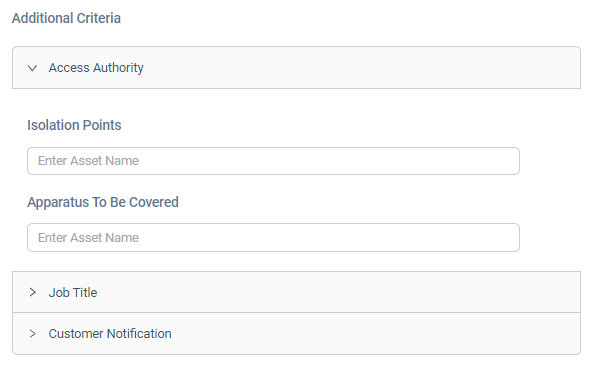 Additional Criteria
Access Authority
Isolation Points
Enter Asset Name
Apparatus To Be Covered
Enter Asset Name
Job Title
Customer Notification